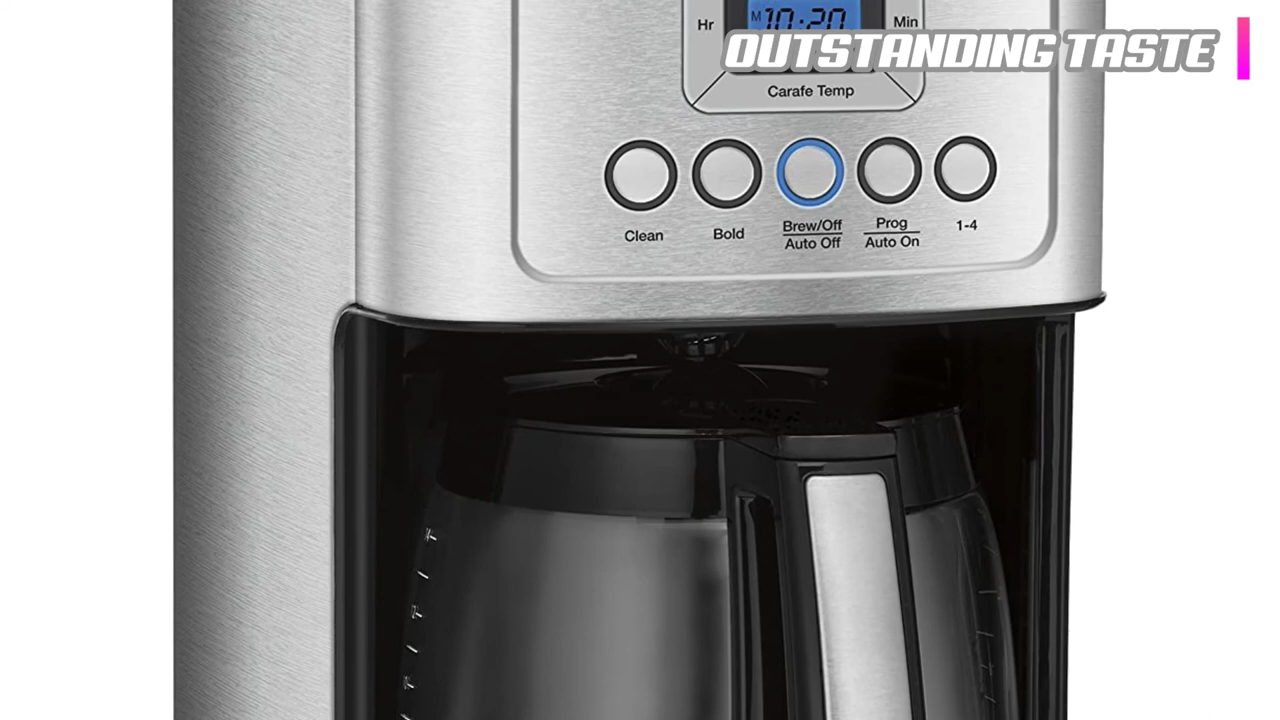 Hr
M 10:20
Min
OUTSTANDING TASTE
Carafe Temp
Clean
Bold
Brew/Off
Auto Off
Prog
Auto On
1-4